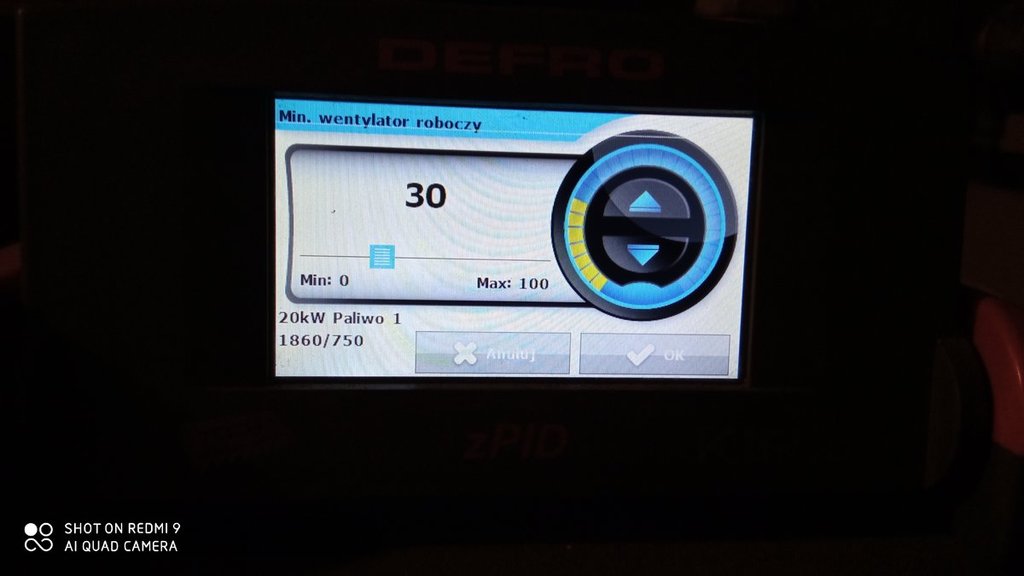 DEFRO
Min. wentylator roboczy
30
Min: 0
Max: 100
20kW Paliwo 1
1860/750
Anuluj
OK
zPID
SHOT ON REDMI 9
AI QUAD CAMERA